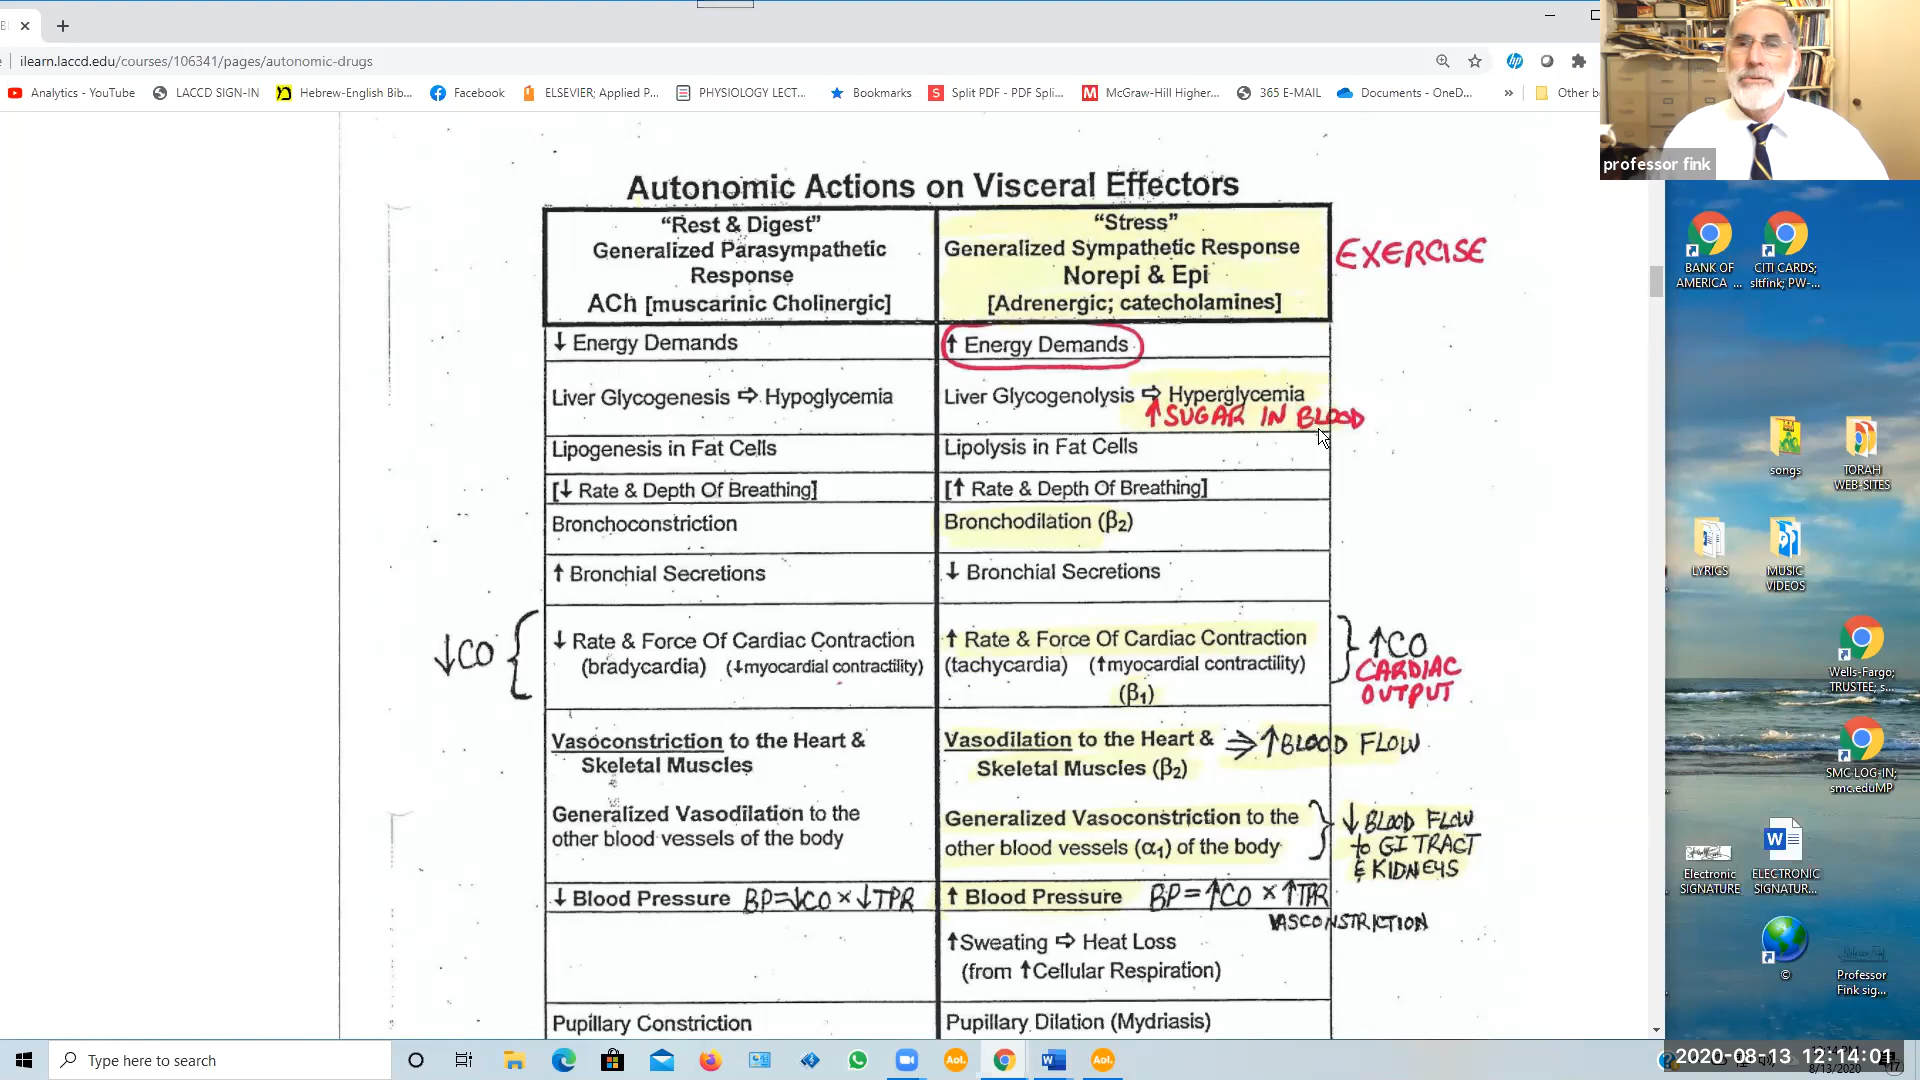 ilearn.laccd.edu/courses/106341/pages/autonomic-drugs
Analytics - YouTube
LACCD SIGN-IN
Hebrew-English Bib...
Facebook
ELSEVIER; Applied P...
PHYSIOLOGY LECT...
Bookmarks
Split PDF - PDF Spli...
McGraw-Hill Higher...
365 E-MAIL
Documents - OneD...
»
Other b
professor fink
Autonomic Actions on Visceral Effectors
"Rest & Digest"
Generalized Parasympathetic
Response
ACh [muscarinic Cholinergic]
"Stress"
Generalized Sympathetic Response
Norepi & Epi
[Adrenergic; catecholamines]
EXERCISE
↓ Energy Demands
↑ Energy Demands
Liver Glycogenesis ⇨ Hypoglycemia
Liver Glycogenolysis ⇨ Hyperglycemia
↑ SUGAR IN BLOOD
Lipogenesis in Fat Cells
Lipolysis in Fat Cells
[↓ Rate & Depth Of Breathing]
[↑ Rate & Depth Of Breathing]
Bronchoconstriction
Bronchodilation (β₂)
↑ Bronchial Secretions
↓ Bronchial Secretions
↓CO
↓ Rate & Force Of Cardiac Contraction
(bradycardia) (↓myocardial contractility)
↑ Rate & Force Of Cardiac Contraction
(tachycardia) (↑myocardial contractility)
(β₁)
↑CO
CARDIAC
OUTPUT
Vasoconstriction to the Heart &
Skeletal Muscles
Vasodilation to the Heart & ⇒ ↑BLOOD FLOW
Skeletal Muscles (β₂)
Generalized Vasodilation to the
other blood vessels of the body
Generalized Vasoconstriction to the
other blood vessels (α₁) of the body
↓ BLOOD FLOW
to GI TRACT
& KIDNEYS
↓ Blood Pressure BP=↓CO × ↓TPR
↑ Blood Pressure BP=↑CO × ↑TPR
VASCONSTRICTION
↑Sweating ⇨ Heat Loss
(from ↑Cellular Respiration)
Pupillary Constriction
Pupillary Dilation (Mydriasis)
BANK OF
AMERICA ...
CITI CARDS;
sltfink; PW-...
songs
TORAH
WEB-SITES
LYRICS
MUSIC
VIDEOS
Wells-Fargo;
TRUSTEE; s...
SMC LOG-IN;
smc.eduMP
Electronic
SIGNATURE
ELECTRONIC
SIGNATUR...
©
Professor
Fink sig...
Type here to search
Aol.
Aol.
2020-08-13 12:14:01
8/13/2020
17